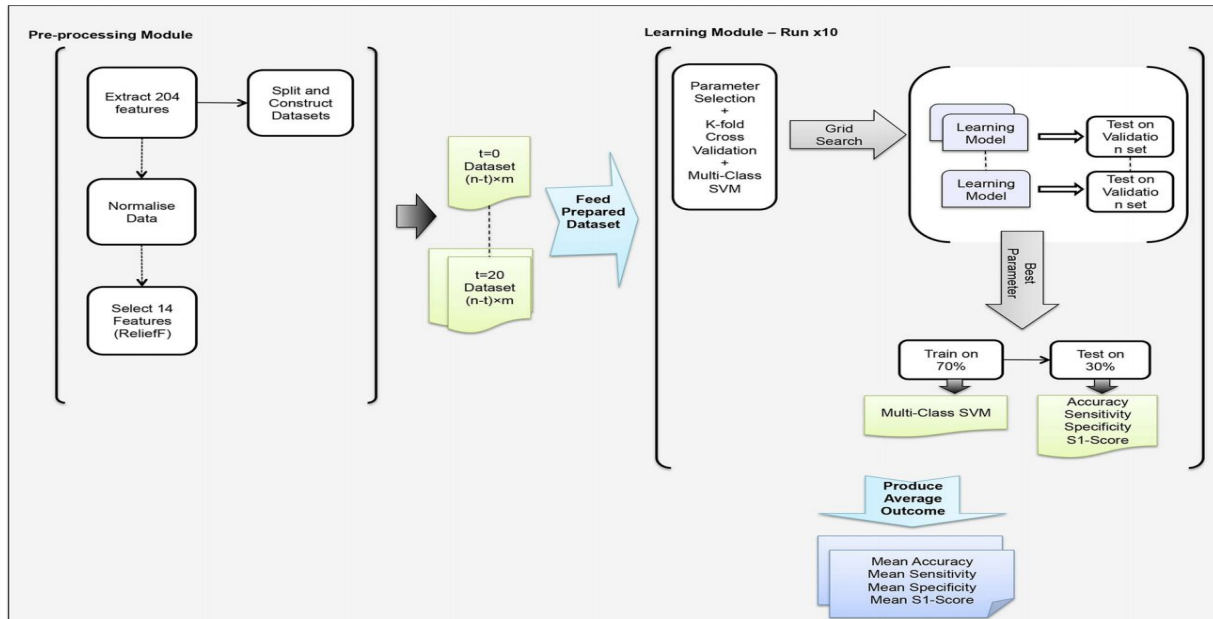 Pre-processing Module
Extract 204
features
Split and
Construct
Datasets
Normalise
Data
Select 14
Features
(ReliefF)
t=0
Dataset
(n-t)×m
t=20
Dataset
(n-t)×m
Feed
Prepared
Dataset
Learning Module – Run x10
Parameter
Selection
+
K-fold
Cross
Validation
+
Multi-Class
SVM
Grid
Search
Learning
Model
Test on
Validatio
n set
Learning
Model
Test on
Validatio
n set
Best
Parameter
Train on
70%
Test on
30%
Multi-Class SVM
Accuracy
Sensitivity
Specificity
S1-Score
Produce
Average
Outcome
Mean Accuracy
Mean Sensitivity
Mean Specificity
Mean S1-Score